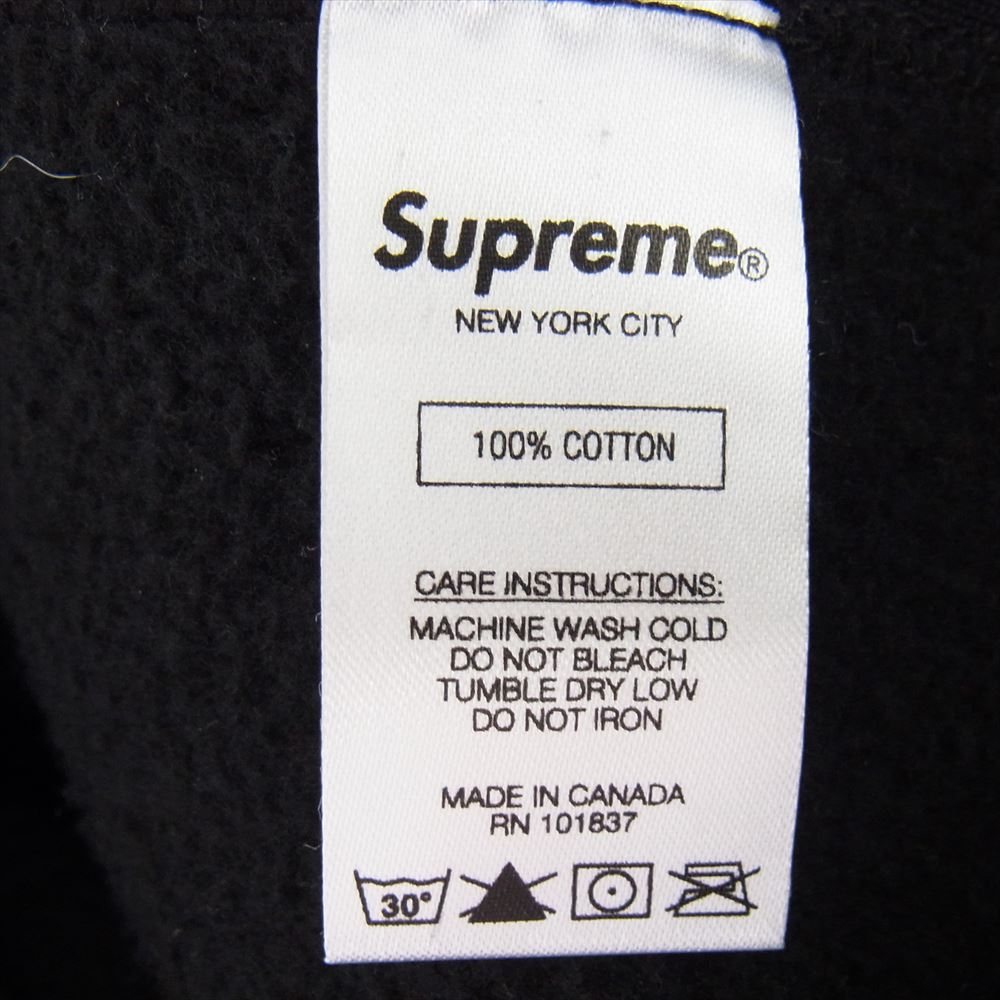 Supreme®
NEW YORK CITY
100% COTTON
CARE INSTRUCTIONS:
MACHINE WASH COLD
DO NOT BLEACH
TUMBLE DRY LOW
DO NOT IRON
MADE IN CANADA
RN 101837
30°